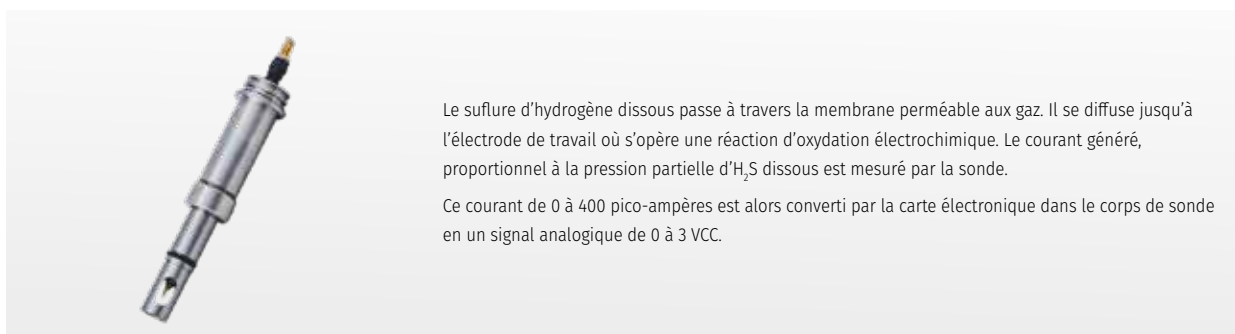 Le suflure d'hydrogène dissous passe à travers la membrane perméable aux gaz. Il se diffuse jusqu'à
l'électrode de travail où s'opère une réaction d'oxydation électrochimique. Le courant généré,
proportionnel à la pression partielle d'H₂S dissous est mesuré par la sonde.
Ce courant de 0 à 400 pico-ampères est alors converti par la carte électronique dans le corps de sonde
en un signal analogique de 0 à 3 VCC.